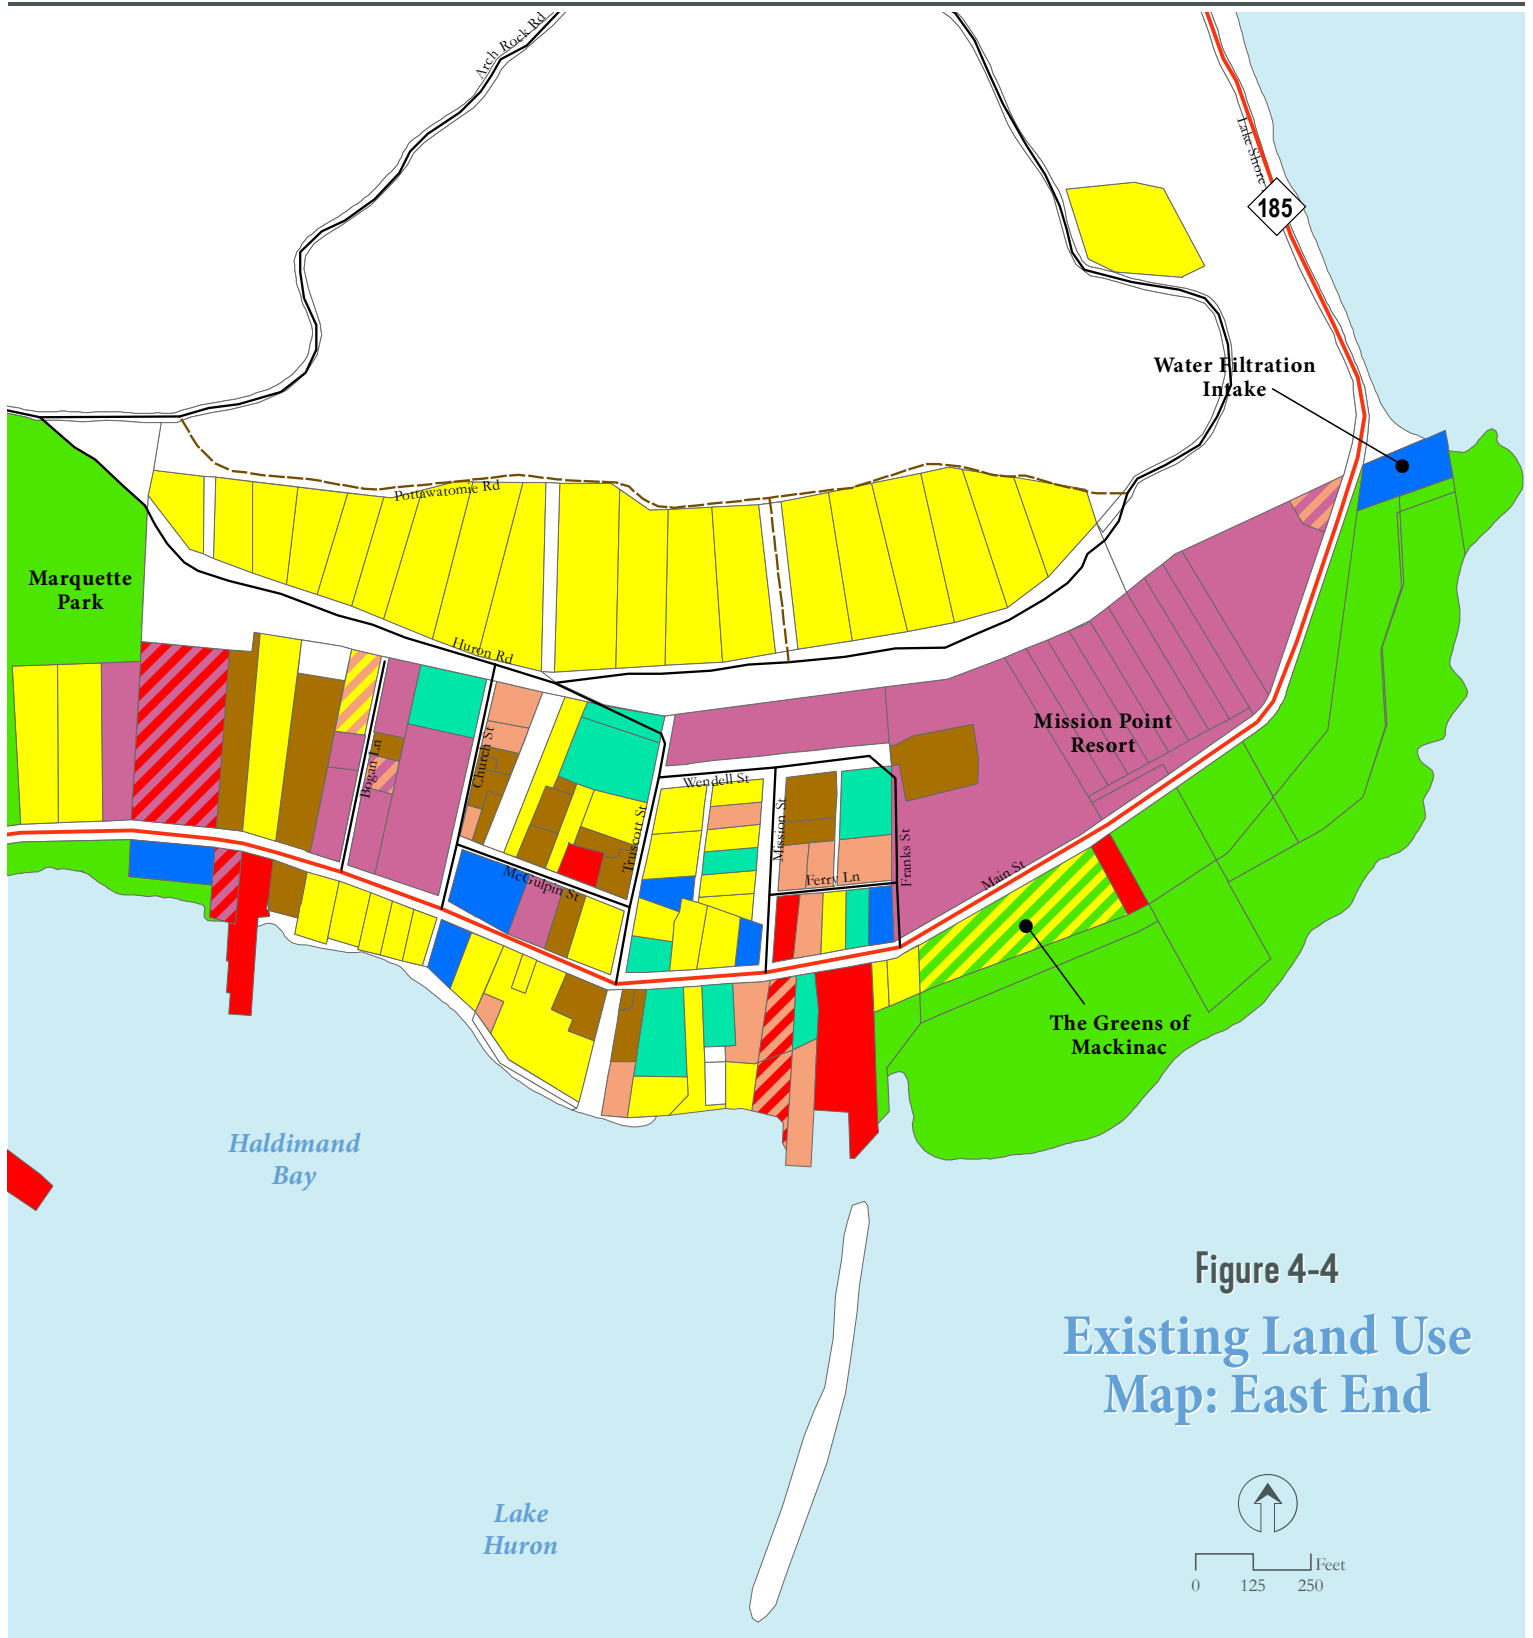 Arch Rock Rd
Lake Shore
185
Water Filtration
Intake
Pottawatomie Rd
Marquette
Park
Huron Rd
Mission Point
Resort
Bogan Ln
Church St
Wendell St
Truscott St
Mission St
Franks St
McGulpin St
Ferry Ln
Main St
The Greens of
Mackinac
Haldimand
Bay
Figure 4-4
Existing Land Use
Map: East End
Lake
Huron
Feet
0 125 250